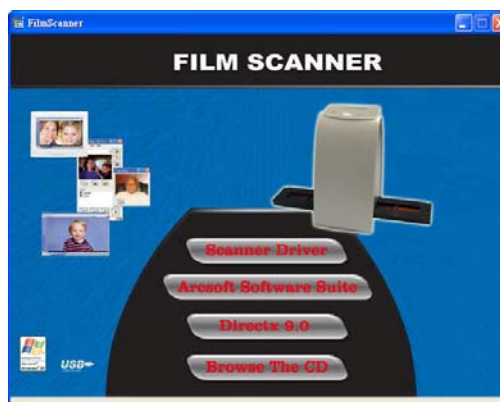 FilmScanner
FILM SCANNER
Scanner Driver
Arcsoft Software Suite
Directx 9.0
Browse The CD
USB